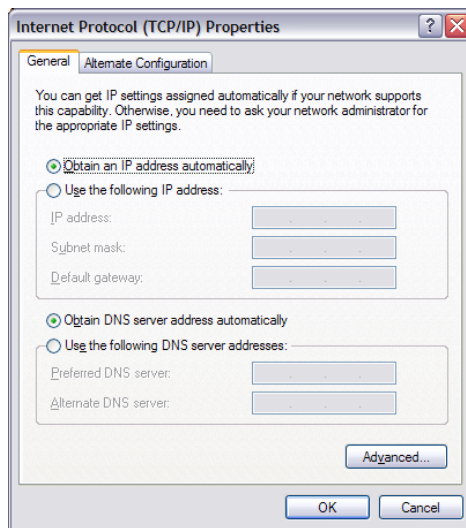 Internet Protocol (TCP/IP) Properties
General
Alternate Configuration
You can get IP settings assigned automatically if your network supports
this capability. Otherwise, you need to ask your network administrator for
the appropriate IP settings.
Obtain an IP address automatically
Use the following IP address:
IP address:
Subnet mask:
Default gateway:
Obtain DNS server address automatically
Use the following DNS server addresses:
Preferred DNS server:
Alternate DNS server:
Advanced...
OK
Cancel